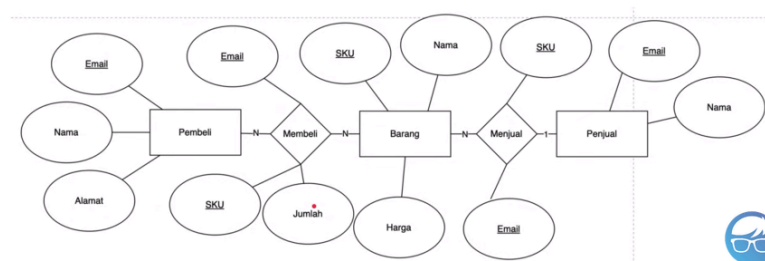 Email
Nama
Alamat
Pembeli
N
Email
Membeli
SKU
Jumlah
N
SKU
Nama
Barang
Harga
N
SKU
Menjual
Email
1
Penjual
Email
Nama